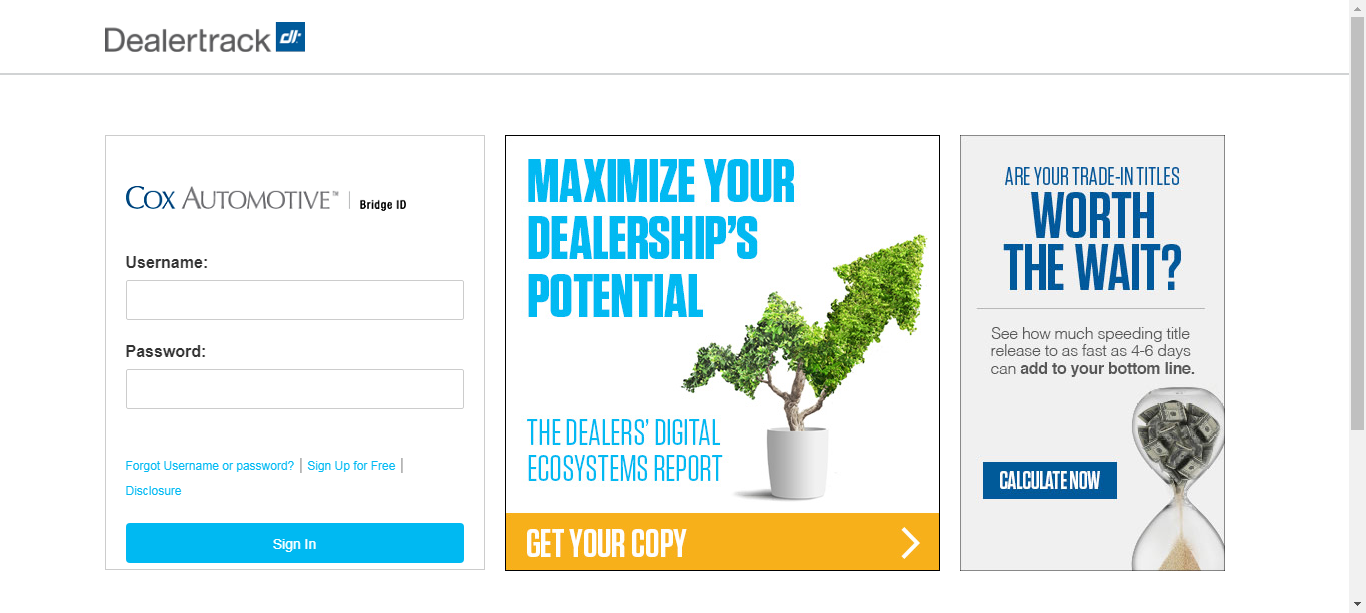 Dealertrack dt
COX AUTOMOTIVE™ | Bridge ID
Username:
Password:
Forgot Username or password? | Sign Up for Free |
Disclosure
Sign In
MAXIMIZE YOUR
DEALERSHIP'S
POTENTIAL
THE DEALERS' DIGITAL
ECOSYSTEMS REPORT
GET YOUR COPY
ARE YOUR TRADE-IN TITLES
WORTH
THE WAIT?
See how much speeding title
release to as fast as 4-6 days
can add to your bottom line.
CALCULATE NOW